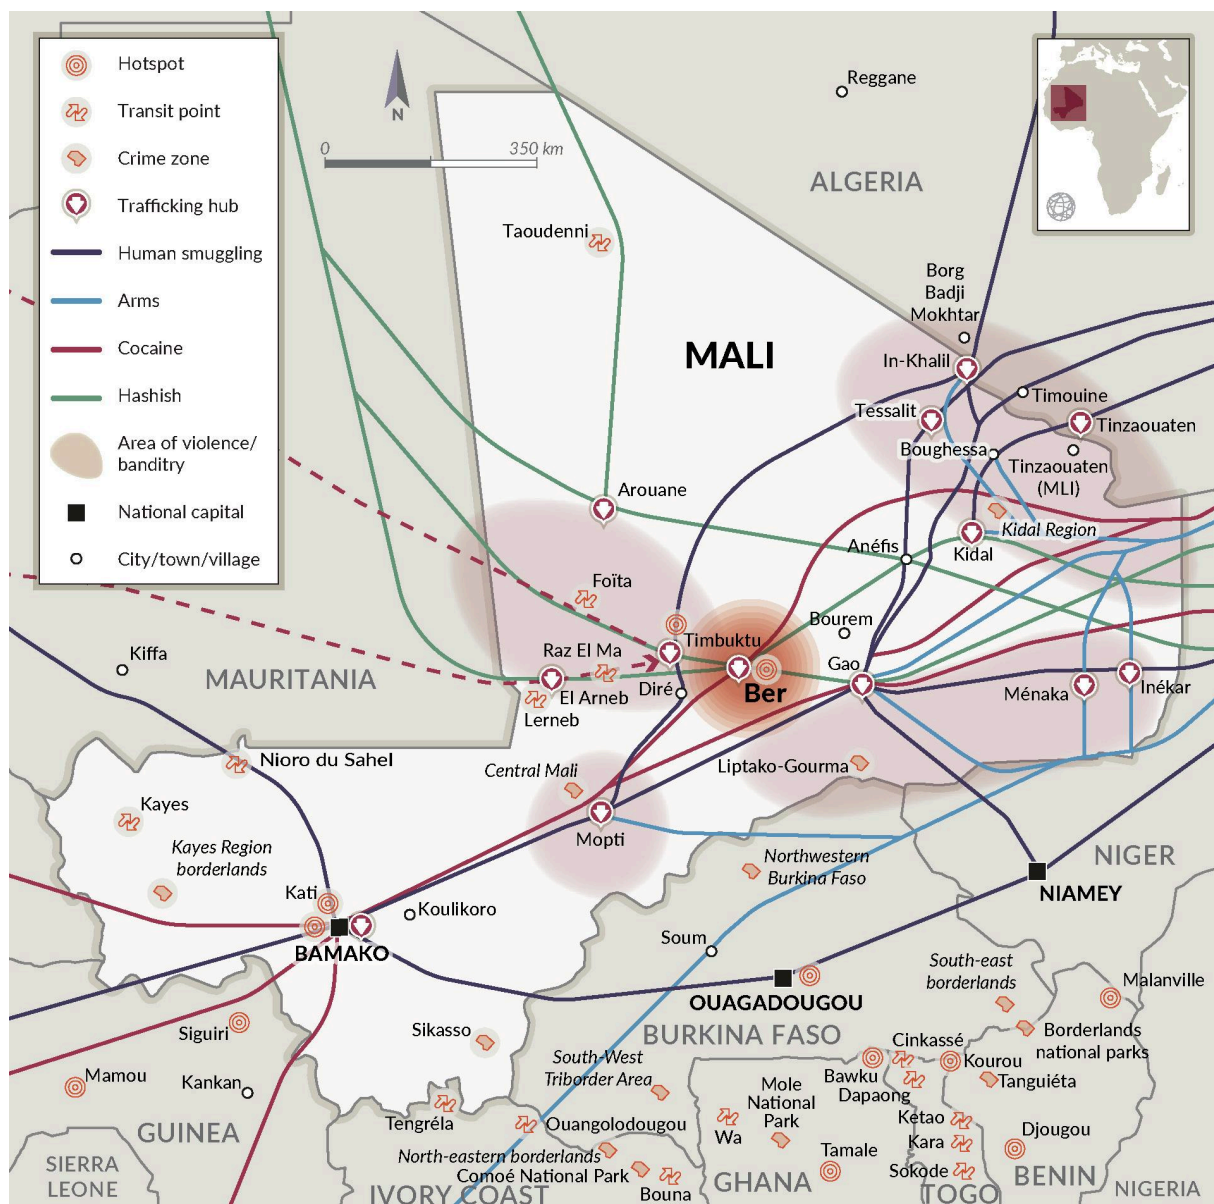 Hotspot
Transit point
Crime zone
Trafficking hub
Human smuggling
Arms
Cocaine
Hashish
Area of violence/
banditry
National capital
City/town/village
N
0
350 km
Reggane
ALGERIA
Taoudenni
Borg
Badji
Mokhtar
MALI
In-Khalil
Tessalit
Timouine
Tinzaouaten
Boughessa
Tinzaouaten
(MLI)
Arouane
Kidal Region
Anéfis
Kidal
Foïta
Bourem
Timbuktu
Raz El Ma
Gao
Kiffa
MAURITANIA
El Arneb
Diré
Ber
Ménaka
Inékar
Lerneb
Nioro du Sahel
Central Mali
Liptako-Gourma
Kayes
Mopti
Kayes Region
borderlands
Northwestern
Burkina Faso
NIGER
NIAMEY
Kati
Koulikoro
BAMAKO
Soum
South-east
borderlands
Malanville
OUAGADOUGOU
BURKINA FASO
Siguiri
Sikasso
Cinkassé
Borderlands
national parks
South-West
Triborder Area
Bawku
Kourou
Mamou
Kankan
Dapaong
Tanguiéta
Mole
National
Park
Tengréla
Ouangolodougou
Wa
Ketao
Kara
Djougou
GUINEA
North-eastern borderlands
Comoé National Park
Tamale
Sokode
SIERRA
LEONE
IVORY COAST
Bouna
GHANA
TOGO
BENIN
NIGERIA